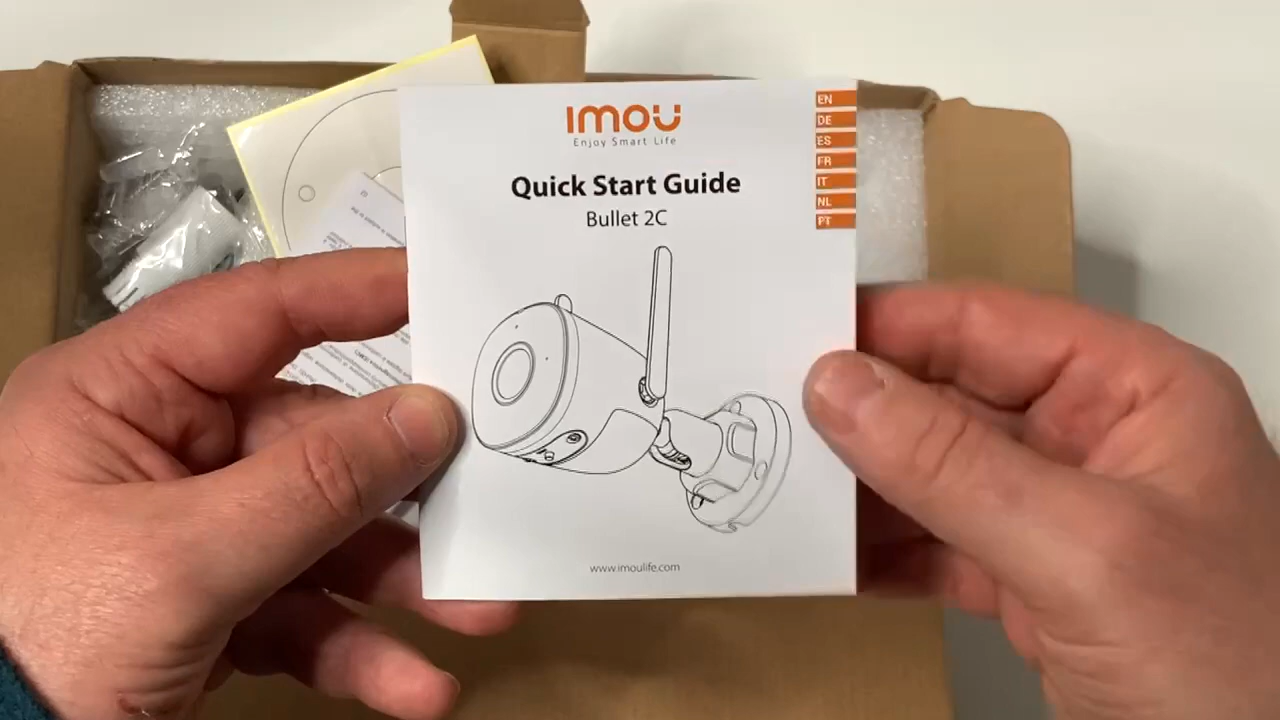 imou
Enjoy Smart Life
Quick Start Guide
Bullet 2C
EN
DE
ES
FR
IT
NL
PT
www.imoulife.com